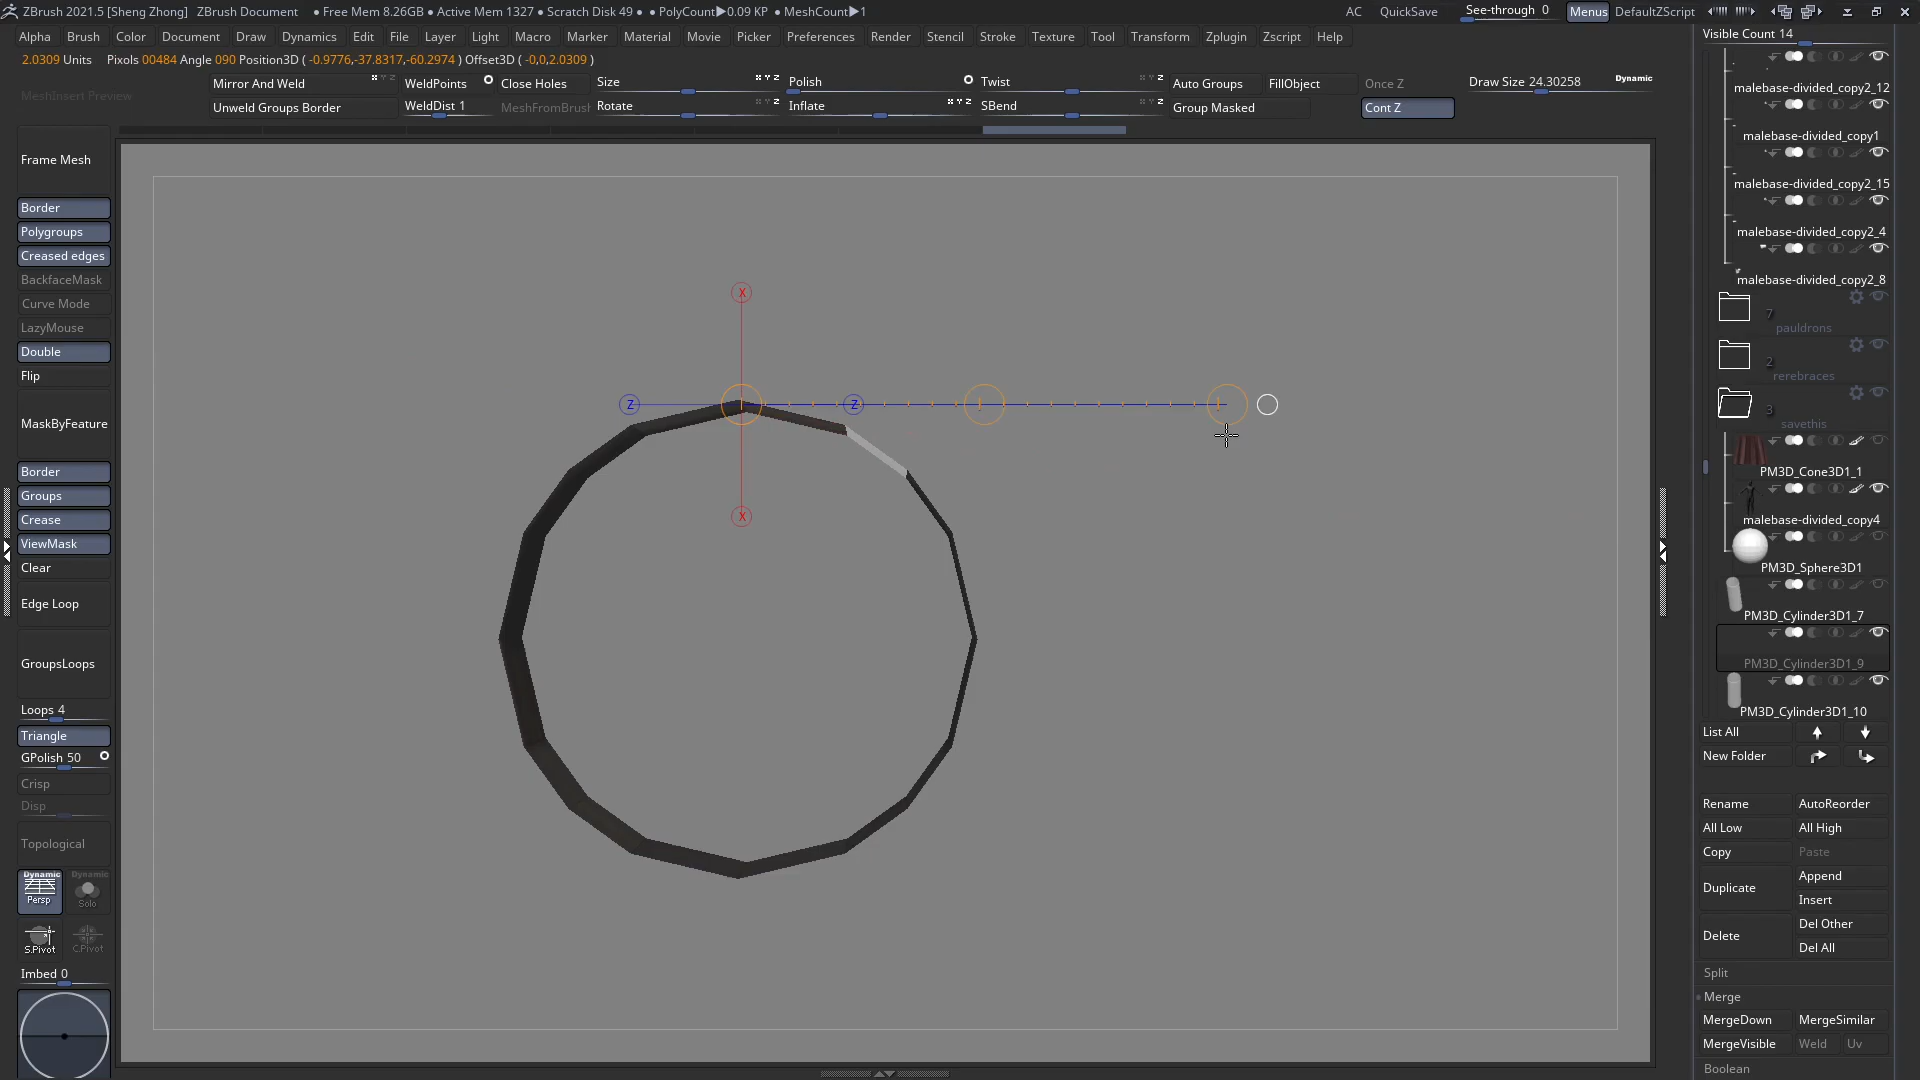 ZBrush 2021.5 [Sheng Zhong] ZBrush Document • Free Mem 8.26GB • Active Mem 1327 • Scratch Disk 49 • • PolyCount▶0.09 KP • MeshCount▶1 AC QuickSave See-through 0 Menus DefaultZScript
Alpha Brush Color Document Draw Dynamics Edit File Layer Light Macro Marker Material Movie Picker Preferences Render Stencil Stroke Texture Tool Transform Zplugin Zscript Help
2.0309 Units Pixols 00484 Angle 090 Position3D ( -0.9776,-37.8317,-60.2974 ) Offset3D ( -0,0,2.0309 )
MeshInsert Preview
Mirror And Weld WeldPoints Close Holes Size Polish Twist Auto Groups FillObject Once Z Draw Size 24.30258 Dynamic
Unweld Groups Border WeldDist 1 MeshFromBrush Rotate Inflate SBend Group Masked Cont Z
Frame Mesh
Border
Polygroups
Creased edges
BackfaceMask
Curve Mode
LazyMouse
Double
Flip
MaskByFeature
Border
Groups
Crease
ViewMask
Clear
Edge Loop
GroupsLoops
Loops 4
Triangle
GPolish 50
Crisp
Disp
Topological
Dynamic Dynamic
Persp Solo
S.Pivot C.Pivot
Imbed 0
X
Z Z
X
Visible Count 14
malebase-divided_copy2_12
malebase-divided_copy1
malebase-divided_copy2_15
malebase-divided_copy2_4
malebase-divided_copy2_8
7
pauldrons
2
rerebraces
3
savethis
PM3D_Cone3D1_1
malebase-divided_copy4
PM3D_Sphere3D1
PM3D_Cylinder3D1_7
PM3D_Cylinder3D1_9
PM3D_Cylinder3D1_10
List All
New Folder
Rename AutoReorder
All Low All High
Copy Paste
Duplicate Append
Insert
Delete Del Other
Del All
Split
Merge
MergeDown MergeSimilar
MergeVisible Weld Uv
Boolean